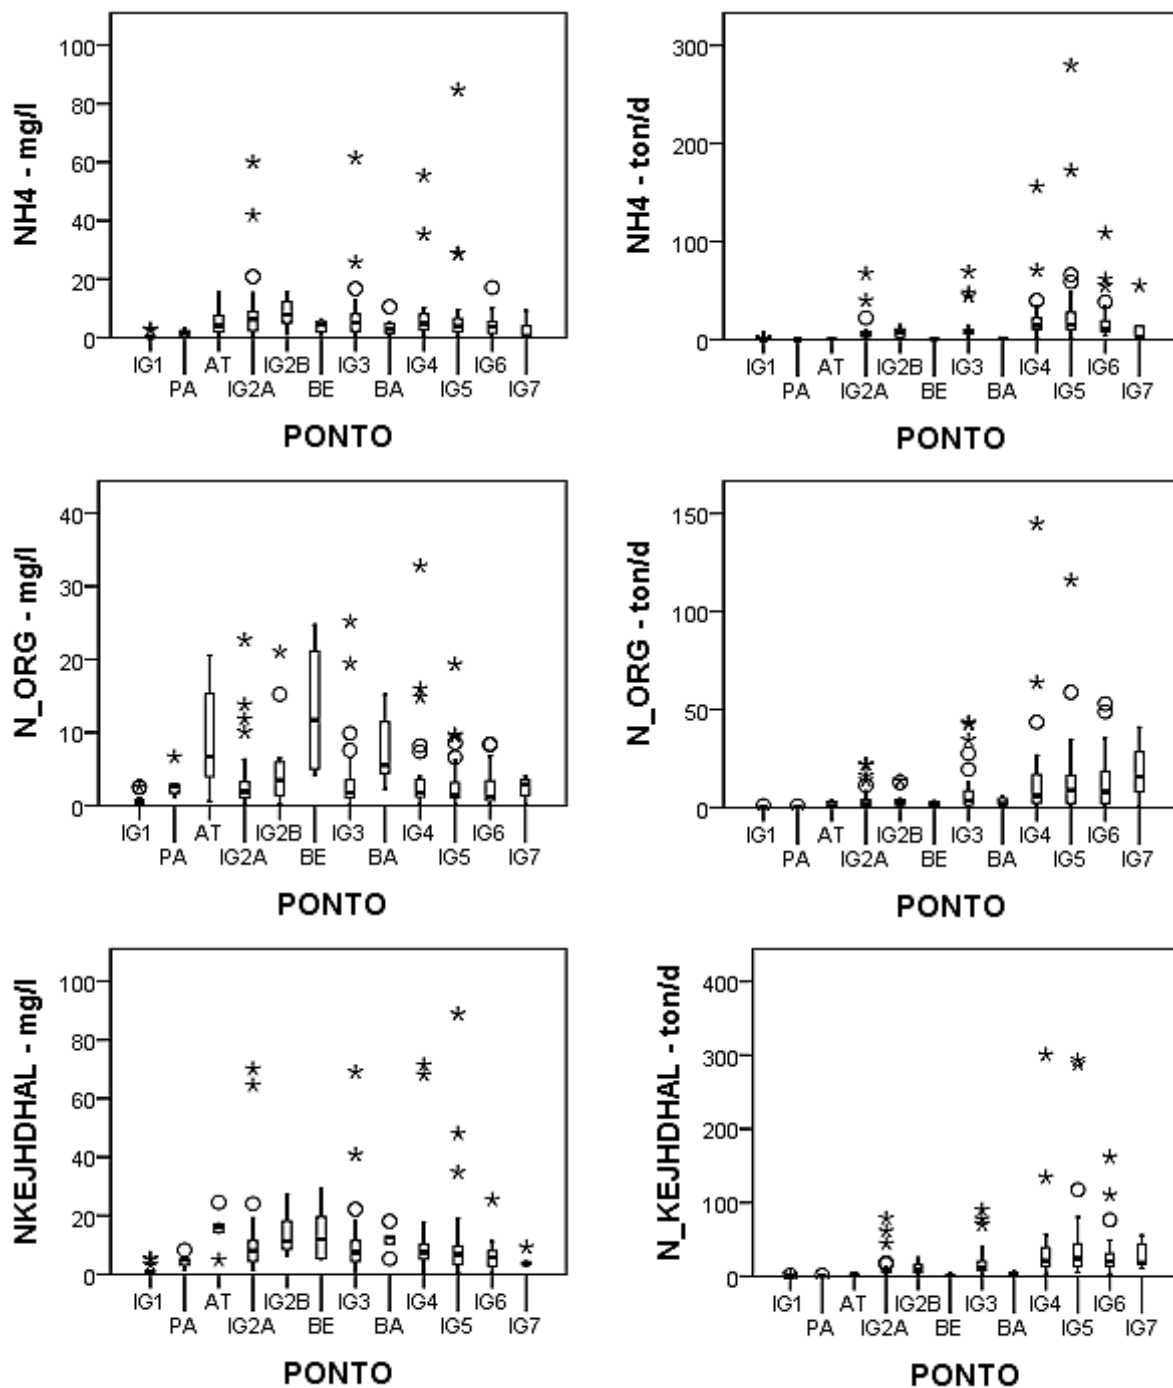 NH4 - mg/l
100
80
60
40
20
0
IG1 AT IG2B IG3 IG4 IG6
PA IG2A BE BA IG5 IG7
PONTO
NH4 - ton/d
300
200
100
0
IG1 AT IG2B IG3 IG4 IG6
PA IG2A BE BA IG5 IG7
PONTO
N_ORG - mg/l
40
30
20
10
0
IG1 AT IG2B IG3 IG4 IG6
PA IG2A BE BA IG5 IG7
PONTO
N_ORG - ton/d
150
100
50
0
IG1 AT IG2B IG3 IG4 IG6
PA IG2A BE BA IG5 IG7
PONTO
NKEJHDHAL - mg/l
100
80
60
40
20
0
IG1 AT IG2B IG3 IG4 IG6
PA IG2A BE BA IG5 IG7
PONTO
N_KEJHDHAL - ton/d
400
300
200
100
0
IG1 AT IG2B IG3 IG4 IG6
PA IG2A BE BA IG5 IG7
PONTO